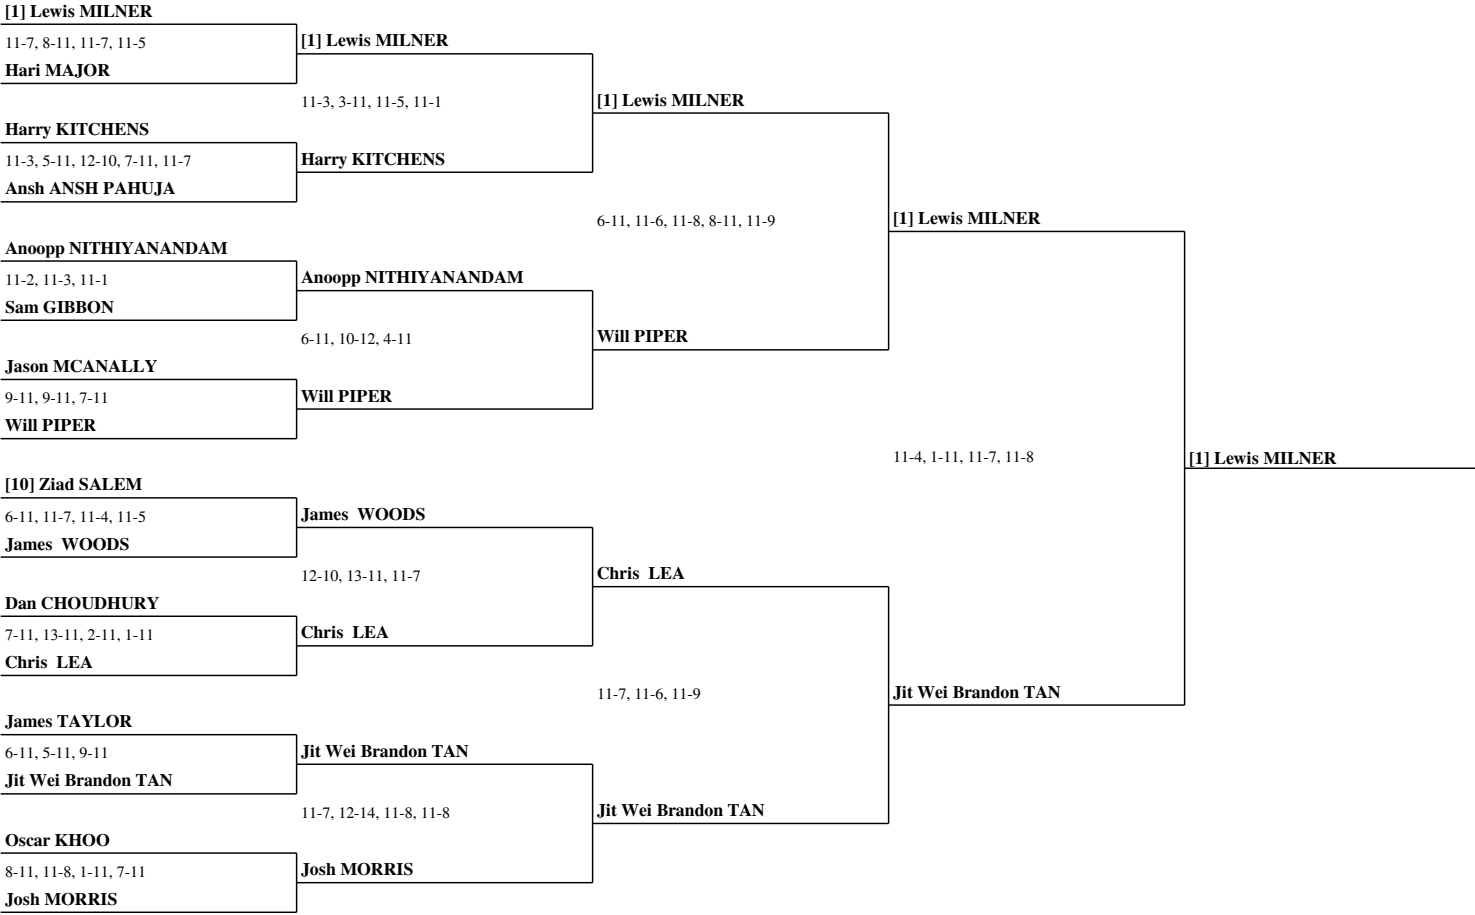 [1] Lewis MILNER
11-7, 8-11, 11-7, 11-5
Hari MAJOR
Harry KITCHENS
11-3, 5-11, 12-10, 7-11, 11-7
Ansh ANSH PAHUJA
Anoopp NITHIYANANDAM
11-2, 11-3, 11-1
Sam GIBBON
Jason MCANALLY
9-11, 9-11, 7-11
Will PIPER
[10] Ziad SALEM
6-11, 11-7, 11-4, 11-5
James WOODS
Dan CHOUDHURY
7-11, 13-11, 2-11, 1-11
Chris LEA
James TAYLOR
6-11, 5-11, 9-11
Jit Wei Brandon TAN
Oscar KHOO
8-11, 11-8, 1-11, 7-11
Josh MORRIS
[1] Lewis MILNER
11-3, 3-11, 11-5, 11-1
Harry KITCHENS
Anoopp NITHIYANANDAM
6-11, 10-12, 4-11
Will PIPER
James WOODS
12-10, 13-11, 11-7
Chris LEA
Jit Wei Brandon TAN
11-7, 12-14, 11-8, 11-8
Josh MORRIS
[1] Lewis MILNER
6-11, 11-6, 11-8, 8-11, 11-9
Will PIPER
Chris LEA
11-7, 11-6, 11-9
Jit Wei Brandon TAN
[1] Lewis MILNER
11-4, 1-11, 11-7, 11-8
Jit Wei Brandon TAN
[1] Lewis MILNER